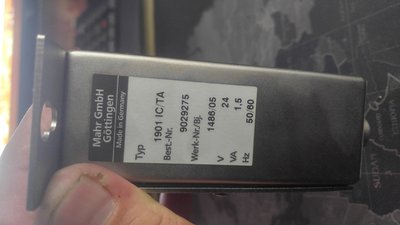 Mahr GmbH
Göttingen
Made in Germany
Typ
1901 IC/TA
Best.-Nr.
9029275
Werk-Nr/Bj.
1486/05
V 24
VA 1.5
Hz 50/60
SUDAN